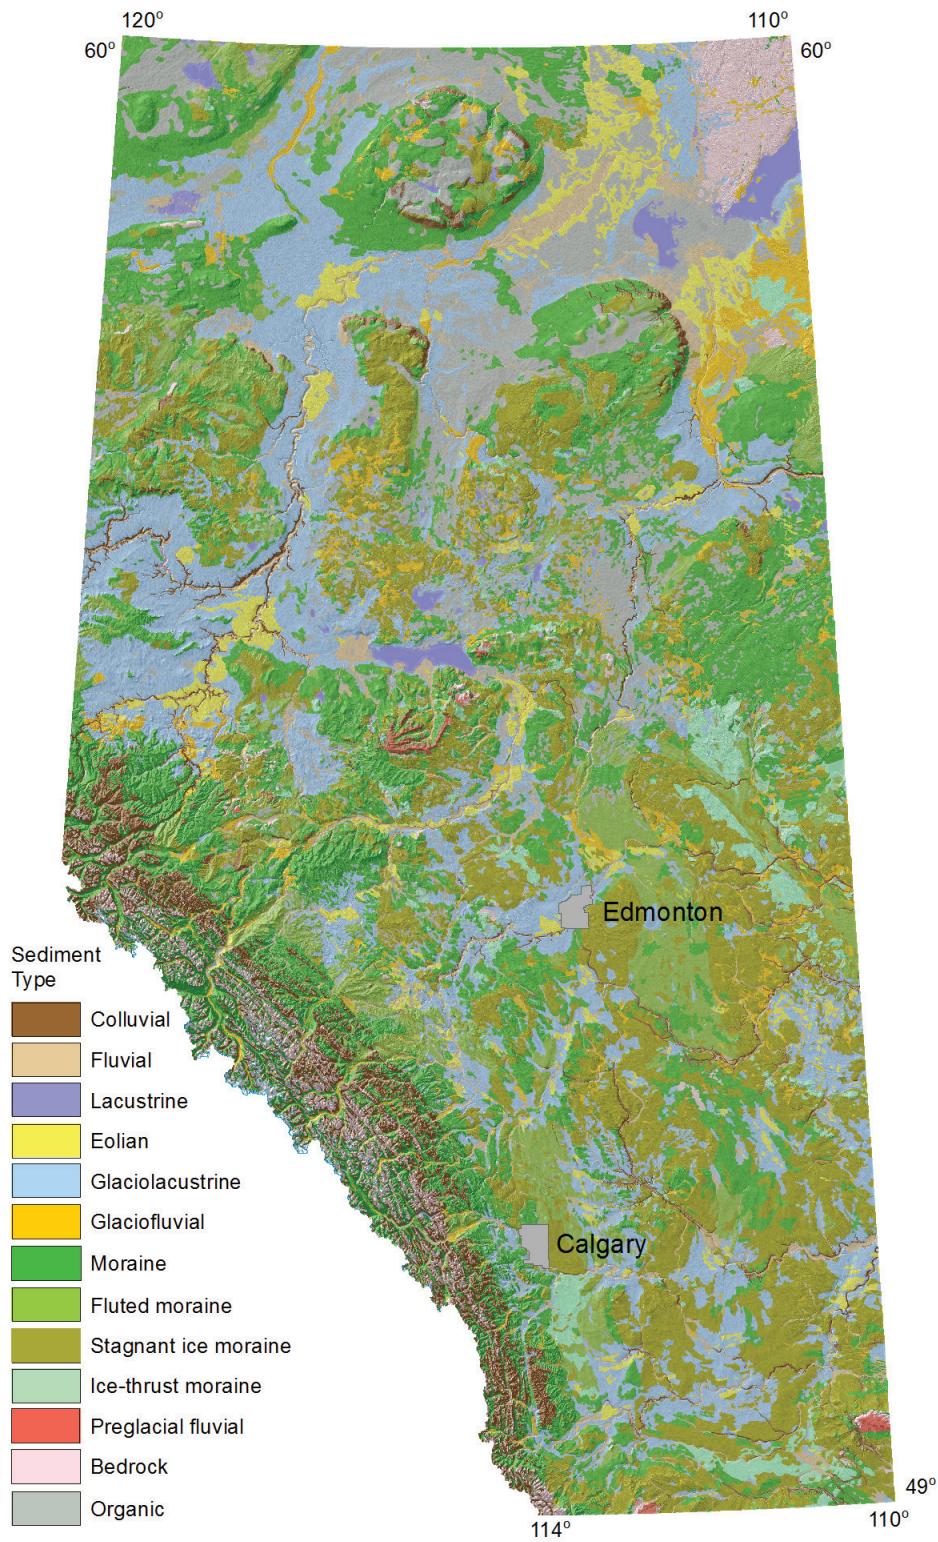 120°
110°
60°
60°
Edmonton
Sediment
Type
Colluvial
Fluvial
Lacustrine
Eolian
Glaciolacustrine
Glaciofluvial
Moraine
Fluted moraine
Stagnant ice moraine
Ice-thrust moraine
Preglacial fluvial
Bedrock
Organic
Calgary
49°
114°
110°